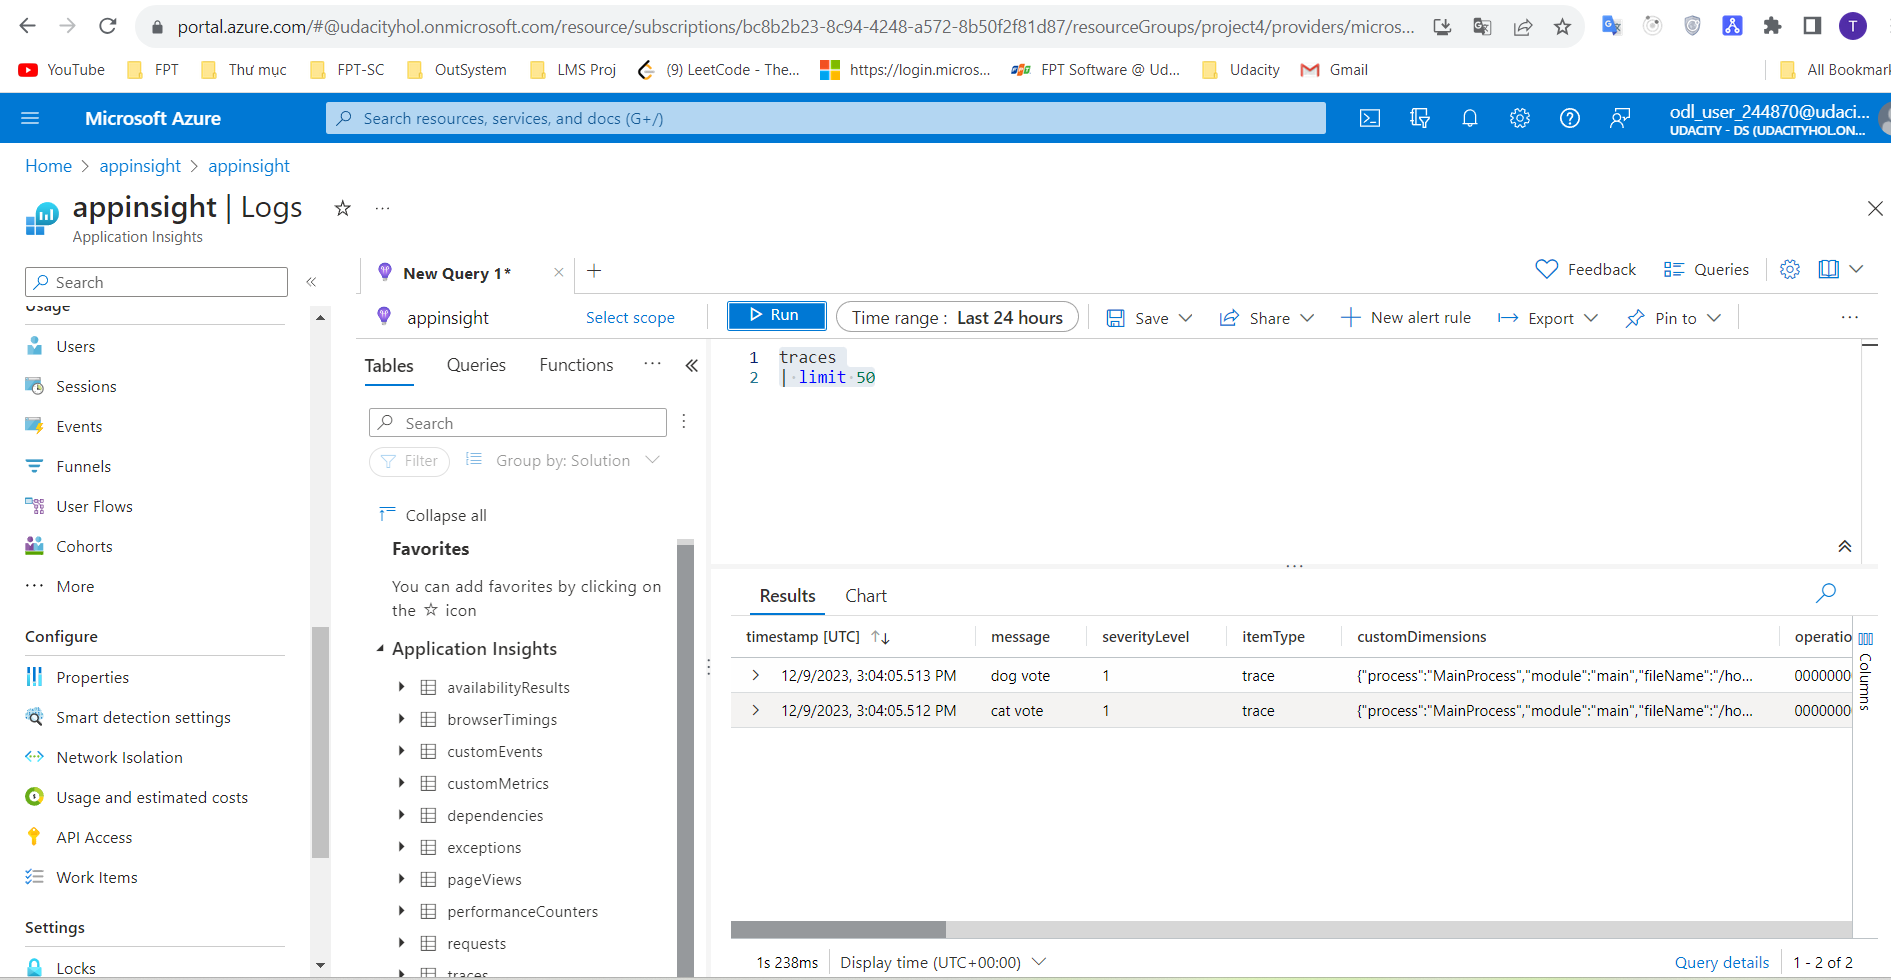 portal.azure.com/#@udacityhol.onmicrosoft.com/resource/subscriptions/bc8b2b23-8c94-4248-a572-8b50f2f81d87/resourceGroups/project4/providers/micros...
T
YouTube FPT Thư mục FPT-SC OutSystem LMS Proj (9) LeetCode - The... https://login.micros... FPT Software @ Ud... Udacity Gmail All Bookmark
Microsoft Azure
Search resources, services, and docs (G+/)
odl_user_244870@udaci...
UDACITY - DS (UDACITYHOL.ON...
Home > appinsight > appinsight
appinsight | Logs
Application Insights
Search
Usage
Users
Sessions
Events
Funnels
User Flows
Cohorts
More
Configure
Properties
Smart detection settings
Network Isolation
Usage and estimated costs
API Access
Work Items
Settings
Locks
New Query 1*
Feedback Queries
appinsight Select scope Run Time range : Last 24 hours Save Share New alert rule Export Pin to
Tables Queries Functions
Search
Filter Group by: Solution
Collapse all
Favorites
You can add favorites by clicking on
the ☆ icon
Application Insights
availabilityResults
browserTimings
customEvents
customMetrics
dependencies
exceptions
pageViews
performanceCounters
requests
traces
1 traces
2 | limit 50
Results Chart
timestamp [UTC] message severityLevel itemType customDimensions operatio
12/9/2023, 3:04:05.513 PM dog vote 1 trace {"process":"MainProcess","module":"main","fileName":"/ho... 0000000
12/9/2023, 3:04:05.512 PM cat vote 1 trace {"process":"MainProcess","module":"main","fileName":"/ho... 0000000
Columns
1s 238ms Display time (UTC+00:00) Query details 1 - 2 of 2